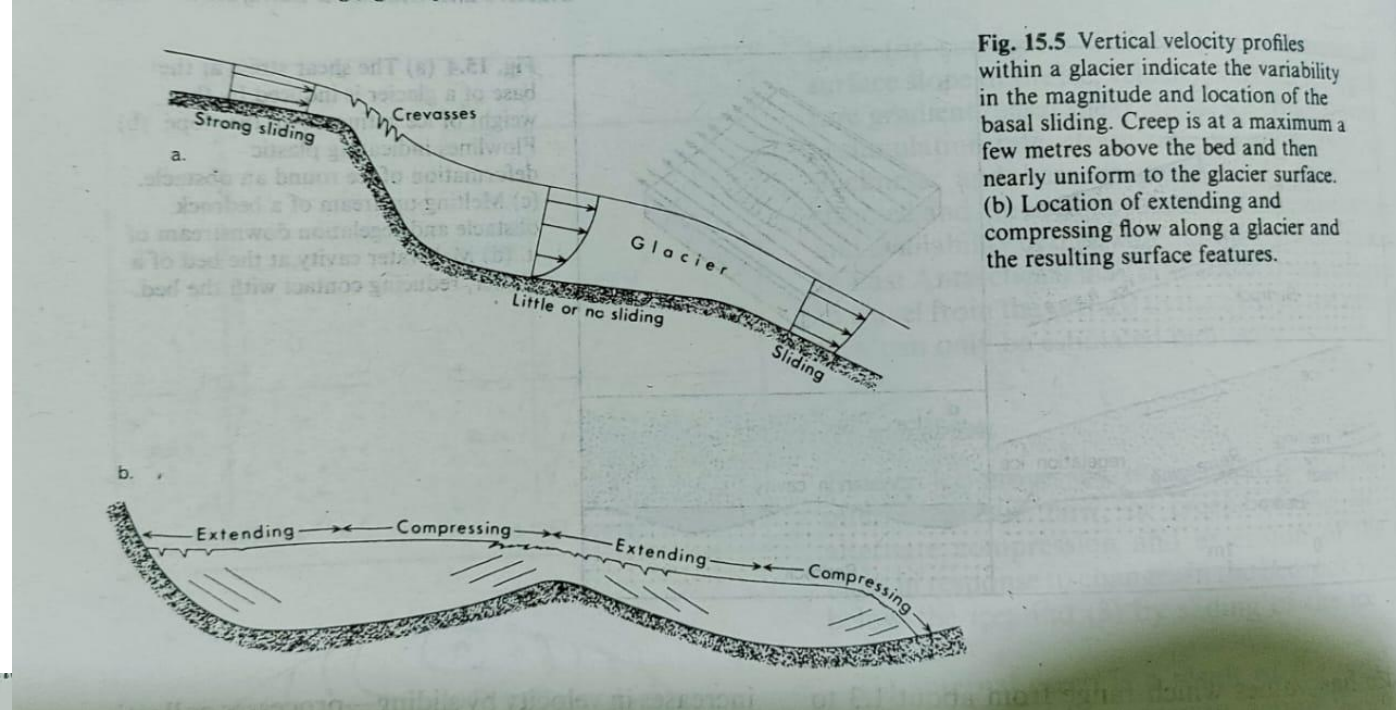 Fig. 15.5 Vertical velocity profiles
within a glacier indicate the variability
in the magnitude and location of the
basal sliding. Creep is at a maximum a
few metres above the bed and then
nearly uniform to the glacier surface.
(b) Location of extending and
compressing flow along a glacier and
the resulting surface features.
Crevasses
Strong sliding
a.
Glacier
Little or no sliding
Sliding
b.
Extending
Compressing
Extending
Compressing